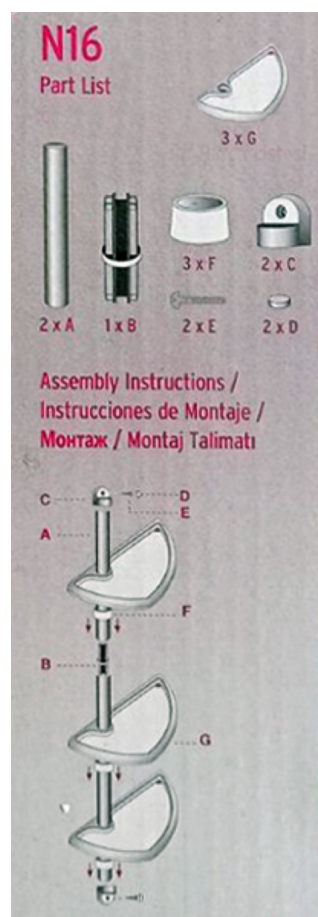 N16
Part List
3 x G
3 x F
2 x C
2 x A
1 x B
2 x E
2 x D
Assembly Instructions /
Instrucciones de Montaje /
Монтаж / Montaj Talimatı
C
D
E
A
F
B
G